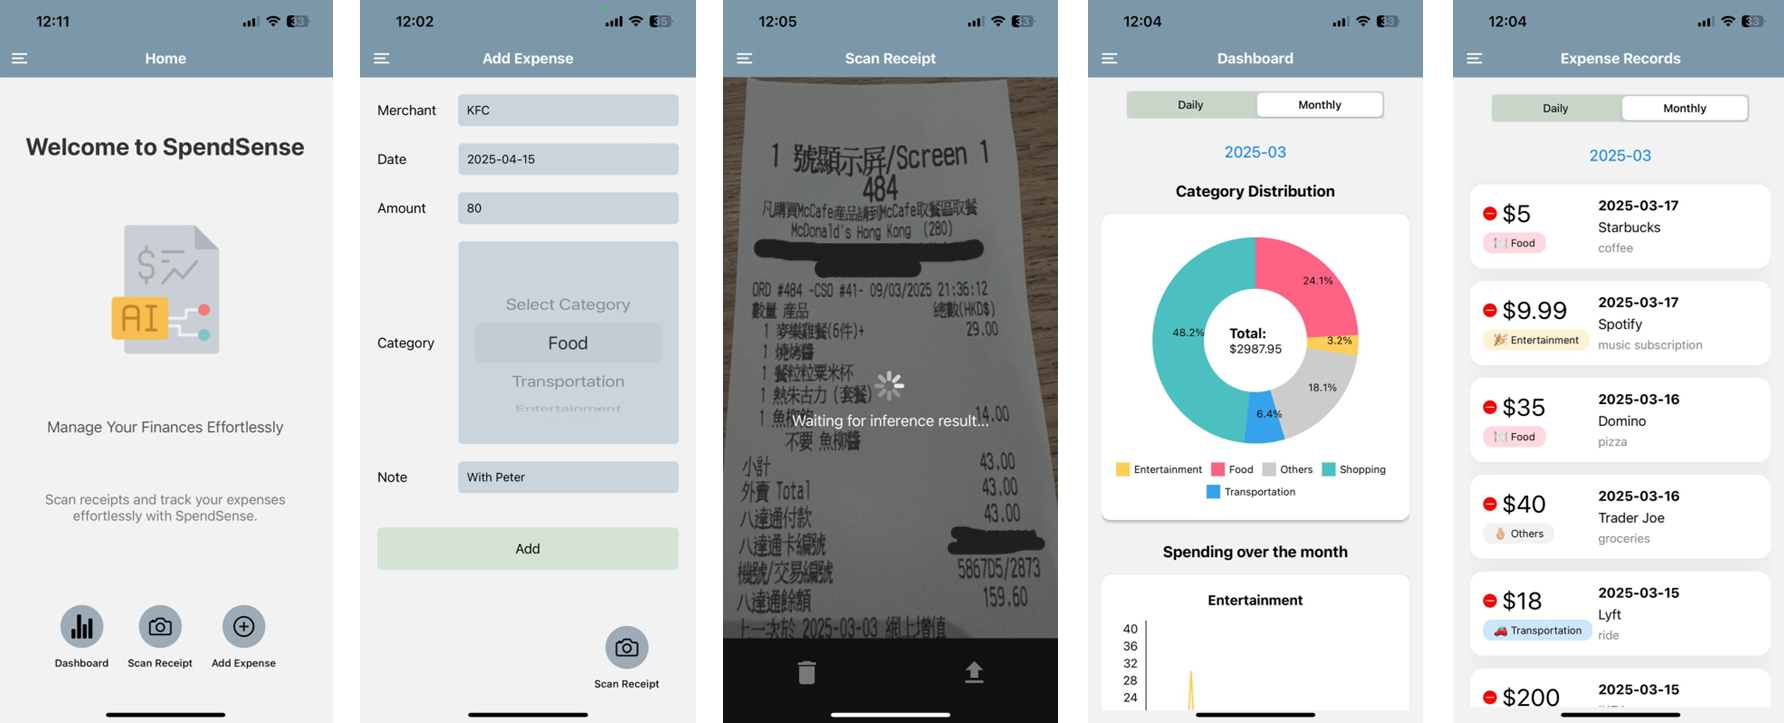 12:11
33
Home
Welcome to SpendSense
$
AI
Manage Your Finances Effortlessly
Scan receipts and track your expenses
effortlessly with SpendSense.
Dashboard
Scan Receipt
Add Expense
12:02
35
Add Expense
Merchant
KFC
Date
2025-04-15
Amount
80
Category
Select Category
Food
Transportation
Entertainment
Note
With Peter
Add
Scan Receipt
12:05
33
Scan Receipt
1 號顯示屏/Screen 1
484
凡購買McCafe產品請到McCafe取餐區取餐
McDonald's Hong Kong (280)
ORD #484 -CSO #41- 09/03/2025 21:36:12
數量 產品 總數(HKD$)
1 麥樂雞餐(6件)+ 29.00
1 燒烤醬
1 餐粒粒粟米杯
1 熱朱古力 (套餐)
1 魚柳飽 14.00
Waiting for inference result...
不要 魚柳醬
小計 43.00
外賣 Total 43.00
八達通付款 43.00
八達通卡編號
機號/交易編號 5867D5/2873
八達通餘額 159.60
上一次於 2025-03-03 網上增值
12:04
33
Dashboard
Daily
Monthly
2025-03
Category Distribution
24.1%
48.2%
Total:
$2987.95
3.2%
18.1%
6.4%
Entertainment
Food
Others
Shopping
Transportation
Spending over the month
Entertainment
40
36
32
28
24
12:04
33
Expense Records
Daily
Monthly
2025-03
$5
Food
2025-03-17
Starbucks
coffee
$9.99
Entertainment
2025-03-17
Spotify
music subscription
$35
Food
2025-03-16
Domino
pizza
$40
Others
2025-03-16
Trader Joe
groceries
$18
Transportation
2025-03-15
Lyft
ride
$200
2025-03-15